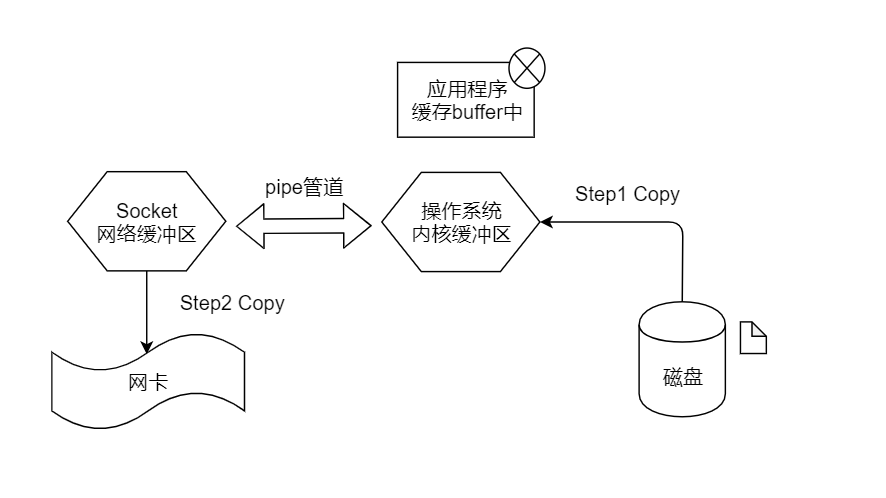 应用程序
缓存buffer中
pipe管道
Step1 Copy
Socket
网络缓冲区
操作系统
内核缓冲区
Step2 Copy
网卡
磁盘